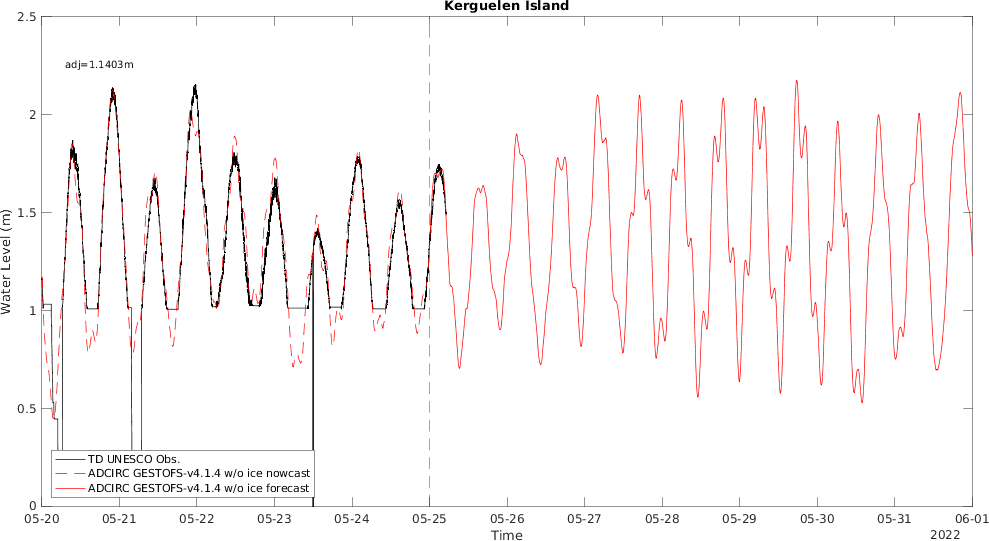 Kerguelen Island
adj=1.1403m
2.5
2
1.5
1
0.5
0
Water Level (m)
TD UNESCO Obs.
ADCIRC GESTOFS-v4.1.4 w/o ice nowcast
ADCIRC GESTOFS-v4.1.4 w/o ice forecast
05-20 05-21 05-22 05-23 05-24 05-25 05-26 05-27 05-28 05-29 05-30 05-31 06-01
Time
2022